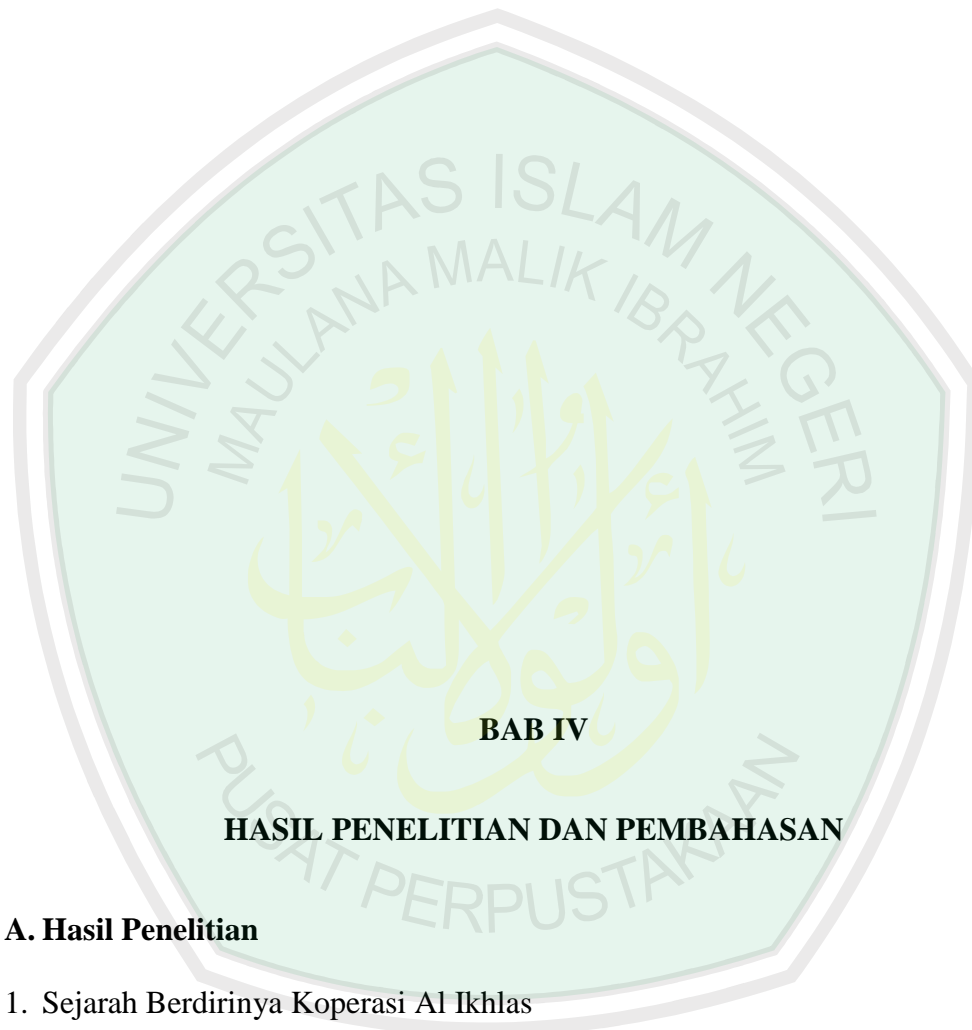 UNIVERSITAS ISLAM NEGERI
MAULANA MALIK IBRAHIM
BAB IV
HASIL PENELITIAN DAN PEMBAHASAN
PUSAT PERPUSTAKAAN
A. Hasil Penelitian
1. Sejarah Berdirinya Koperasi Al Ikhlas